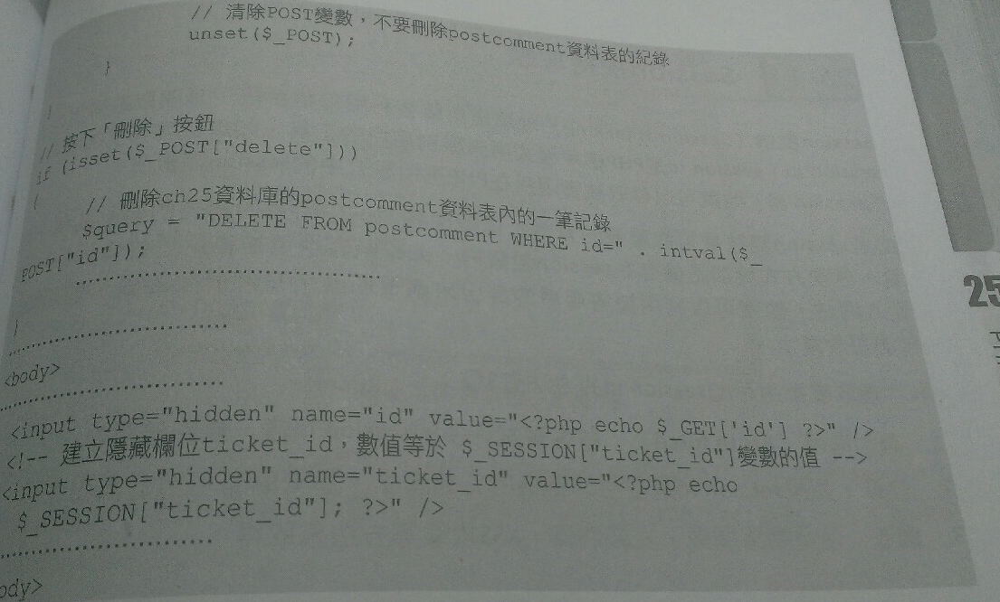 // 清除POST變數，不要刪除postcomment資料表的紀錄
unset($_POST);
}
}
// 按下「刪除」按鈕
if (isset($_POST["delete"]))
{
// 刪除ch25資料庫的postcomment資料表內的一筆記錄
$query = "DELETE FROM postcomment WHERE id=" . intval($_
POST["id"]);
}
<body>
<input type="hidden" name="id" value="<?php echo $_GET['id'] ?>" />
<!-- 建立隱藏欄位ticket_id，數值等於 $_SESSION["ticket_id"]變數的值 -->
<input type="hidden" name="ticket_id" value="<?php echo
$_SESSION["ticket_id"]; ?>" />
ody>
25